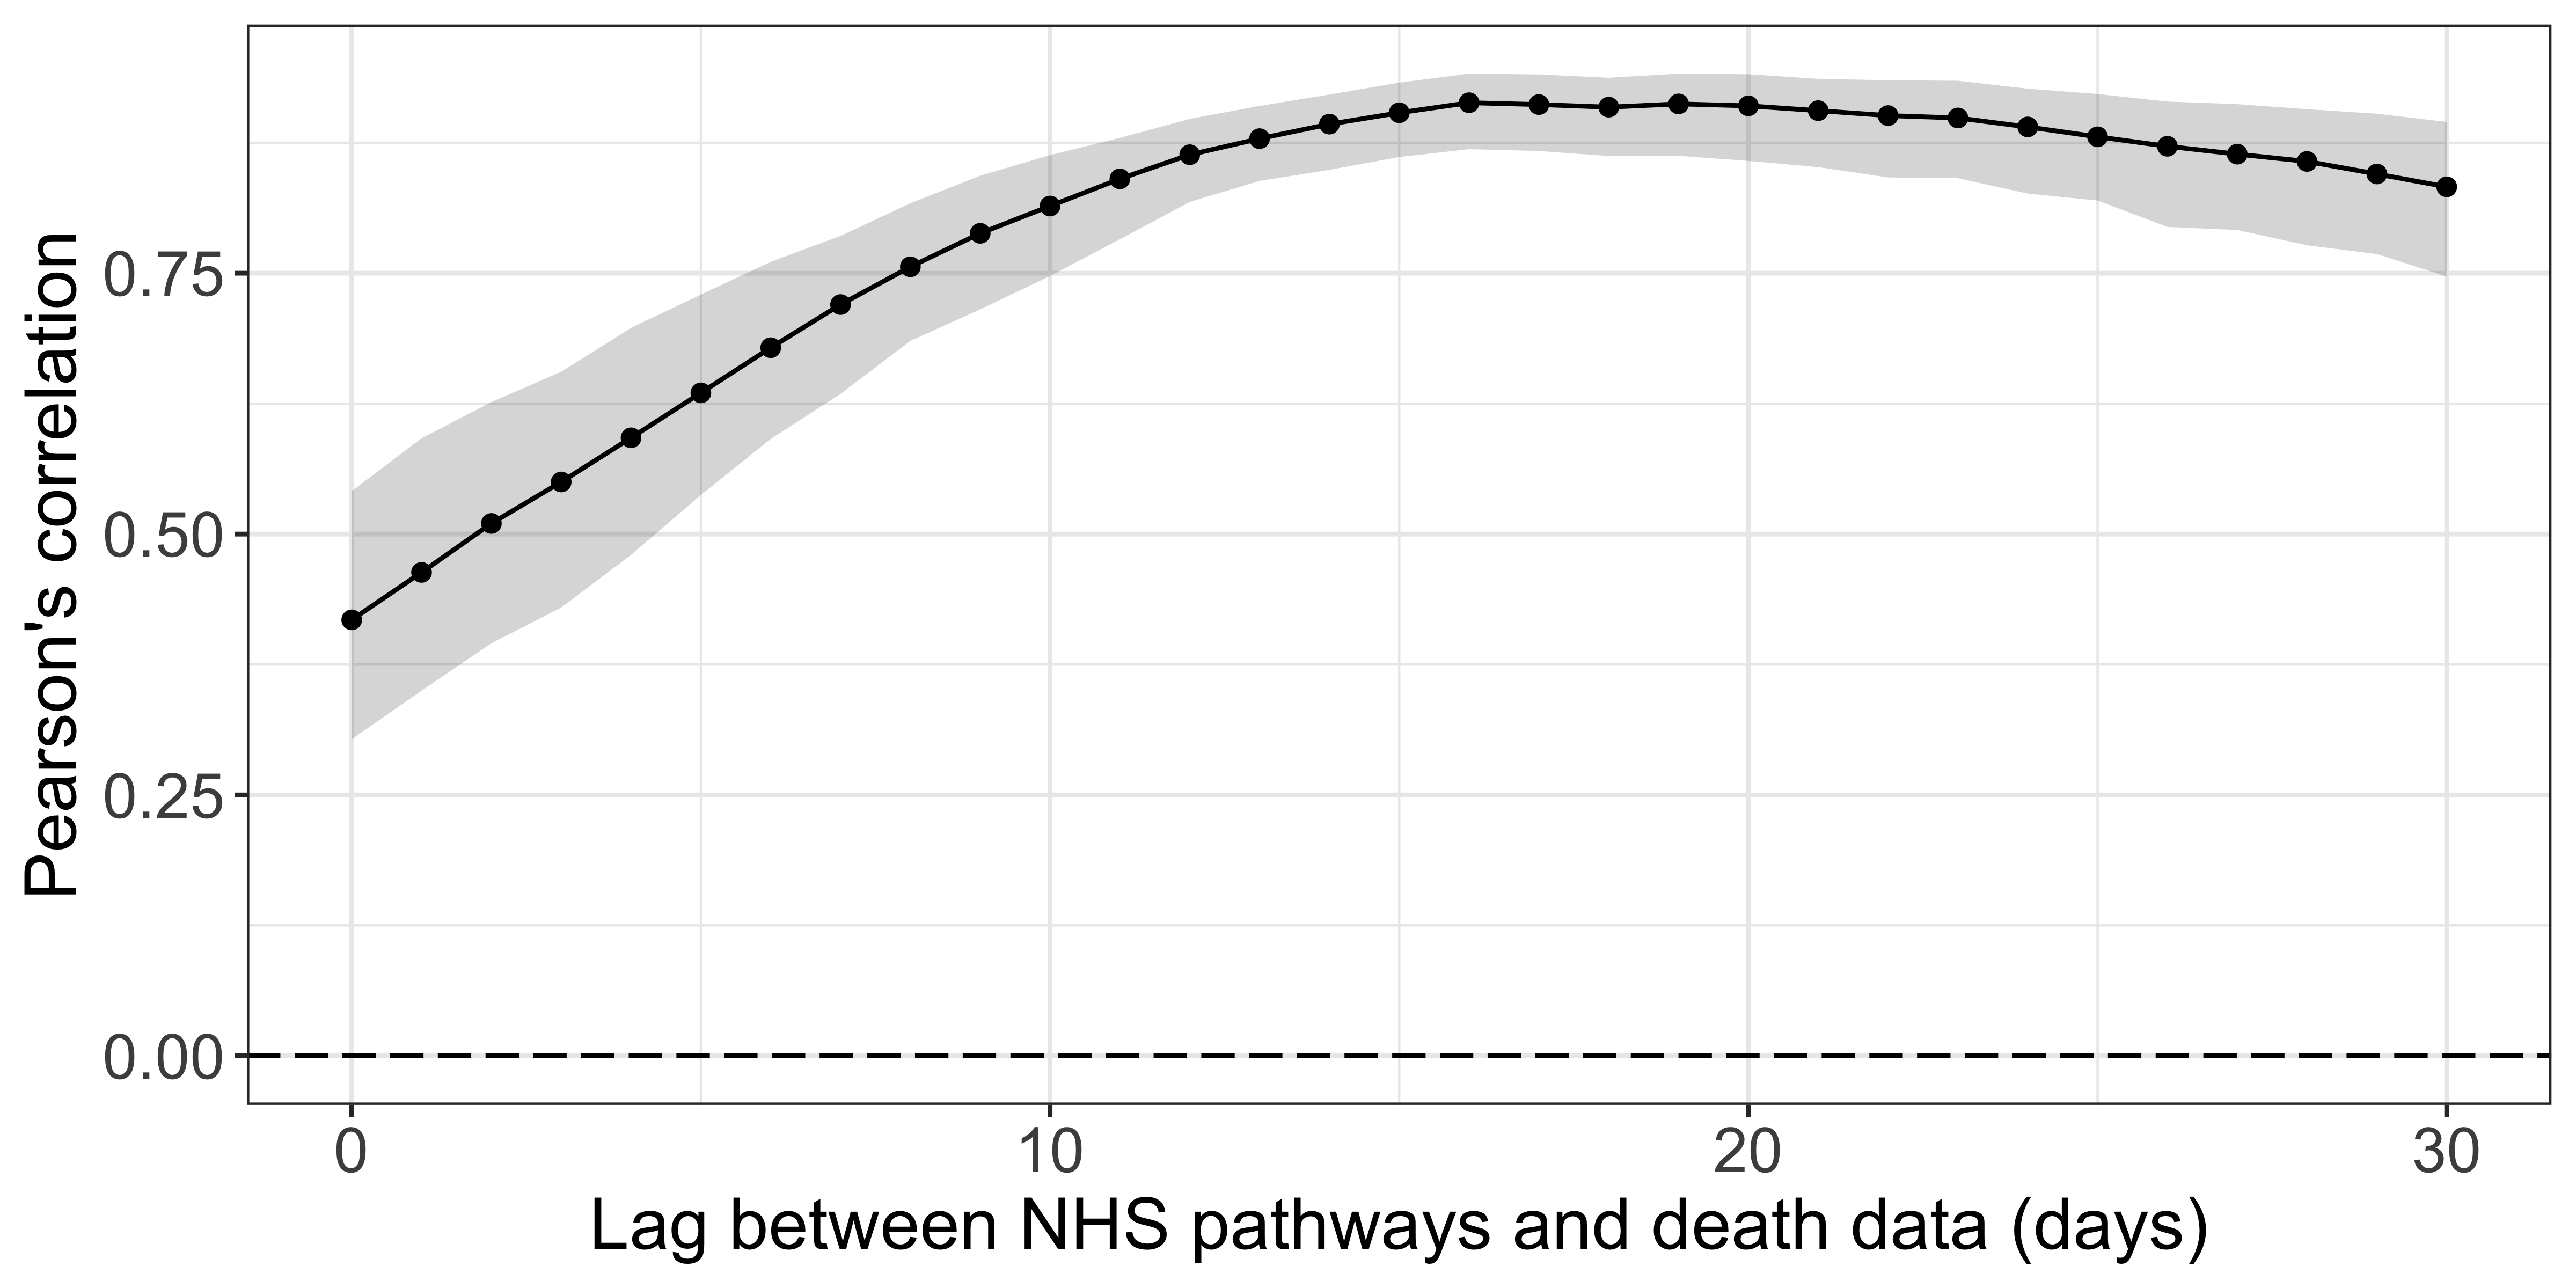 Pearson's correlation
0.75
0.50
0.25
0.00
0 10 20 30
Lag between NHS pathways and death data (days)